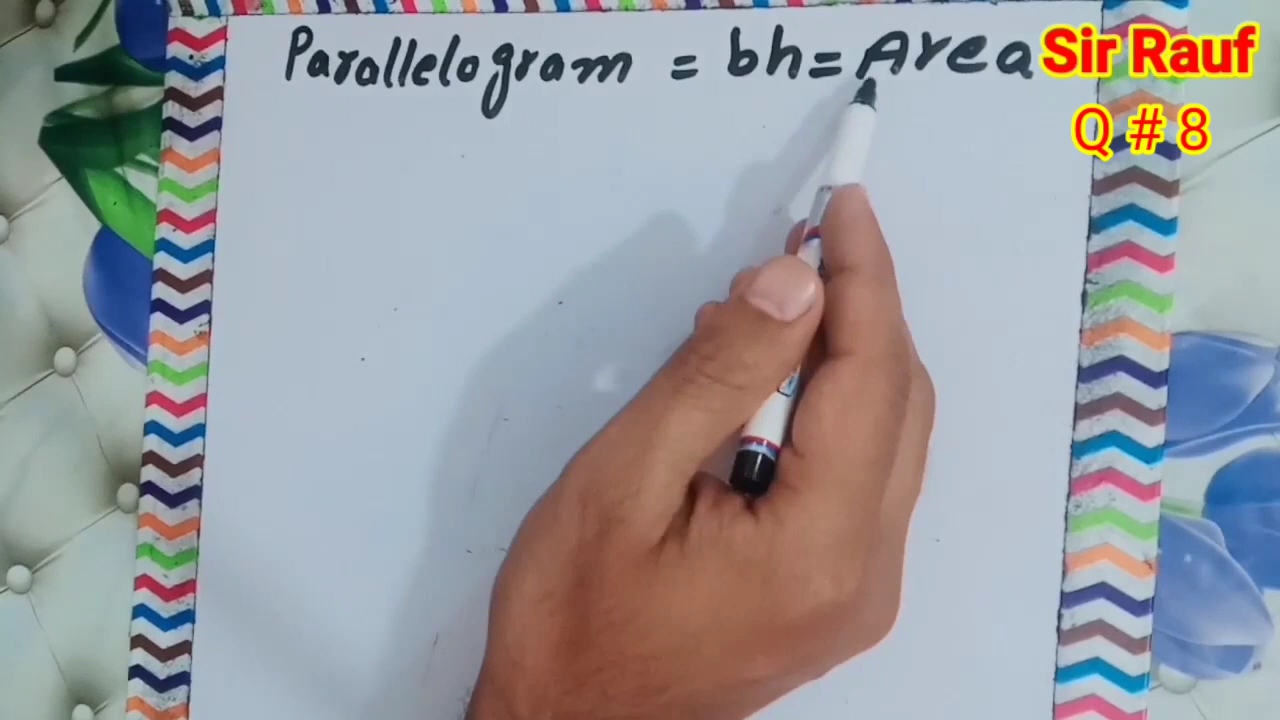 Parallelogram = bh = Area
Sir Rauf
Q # 8